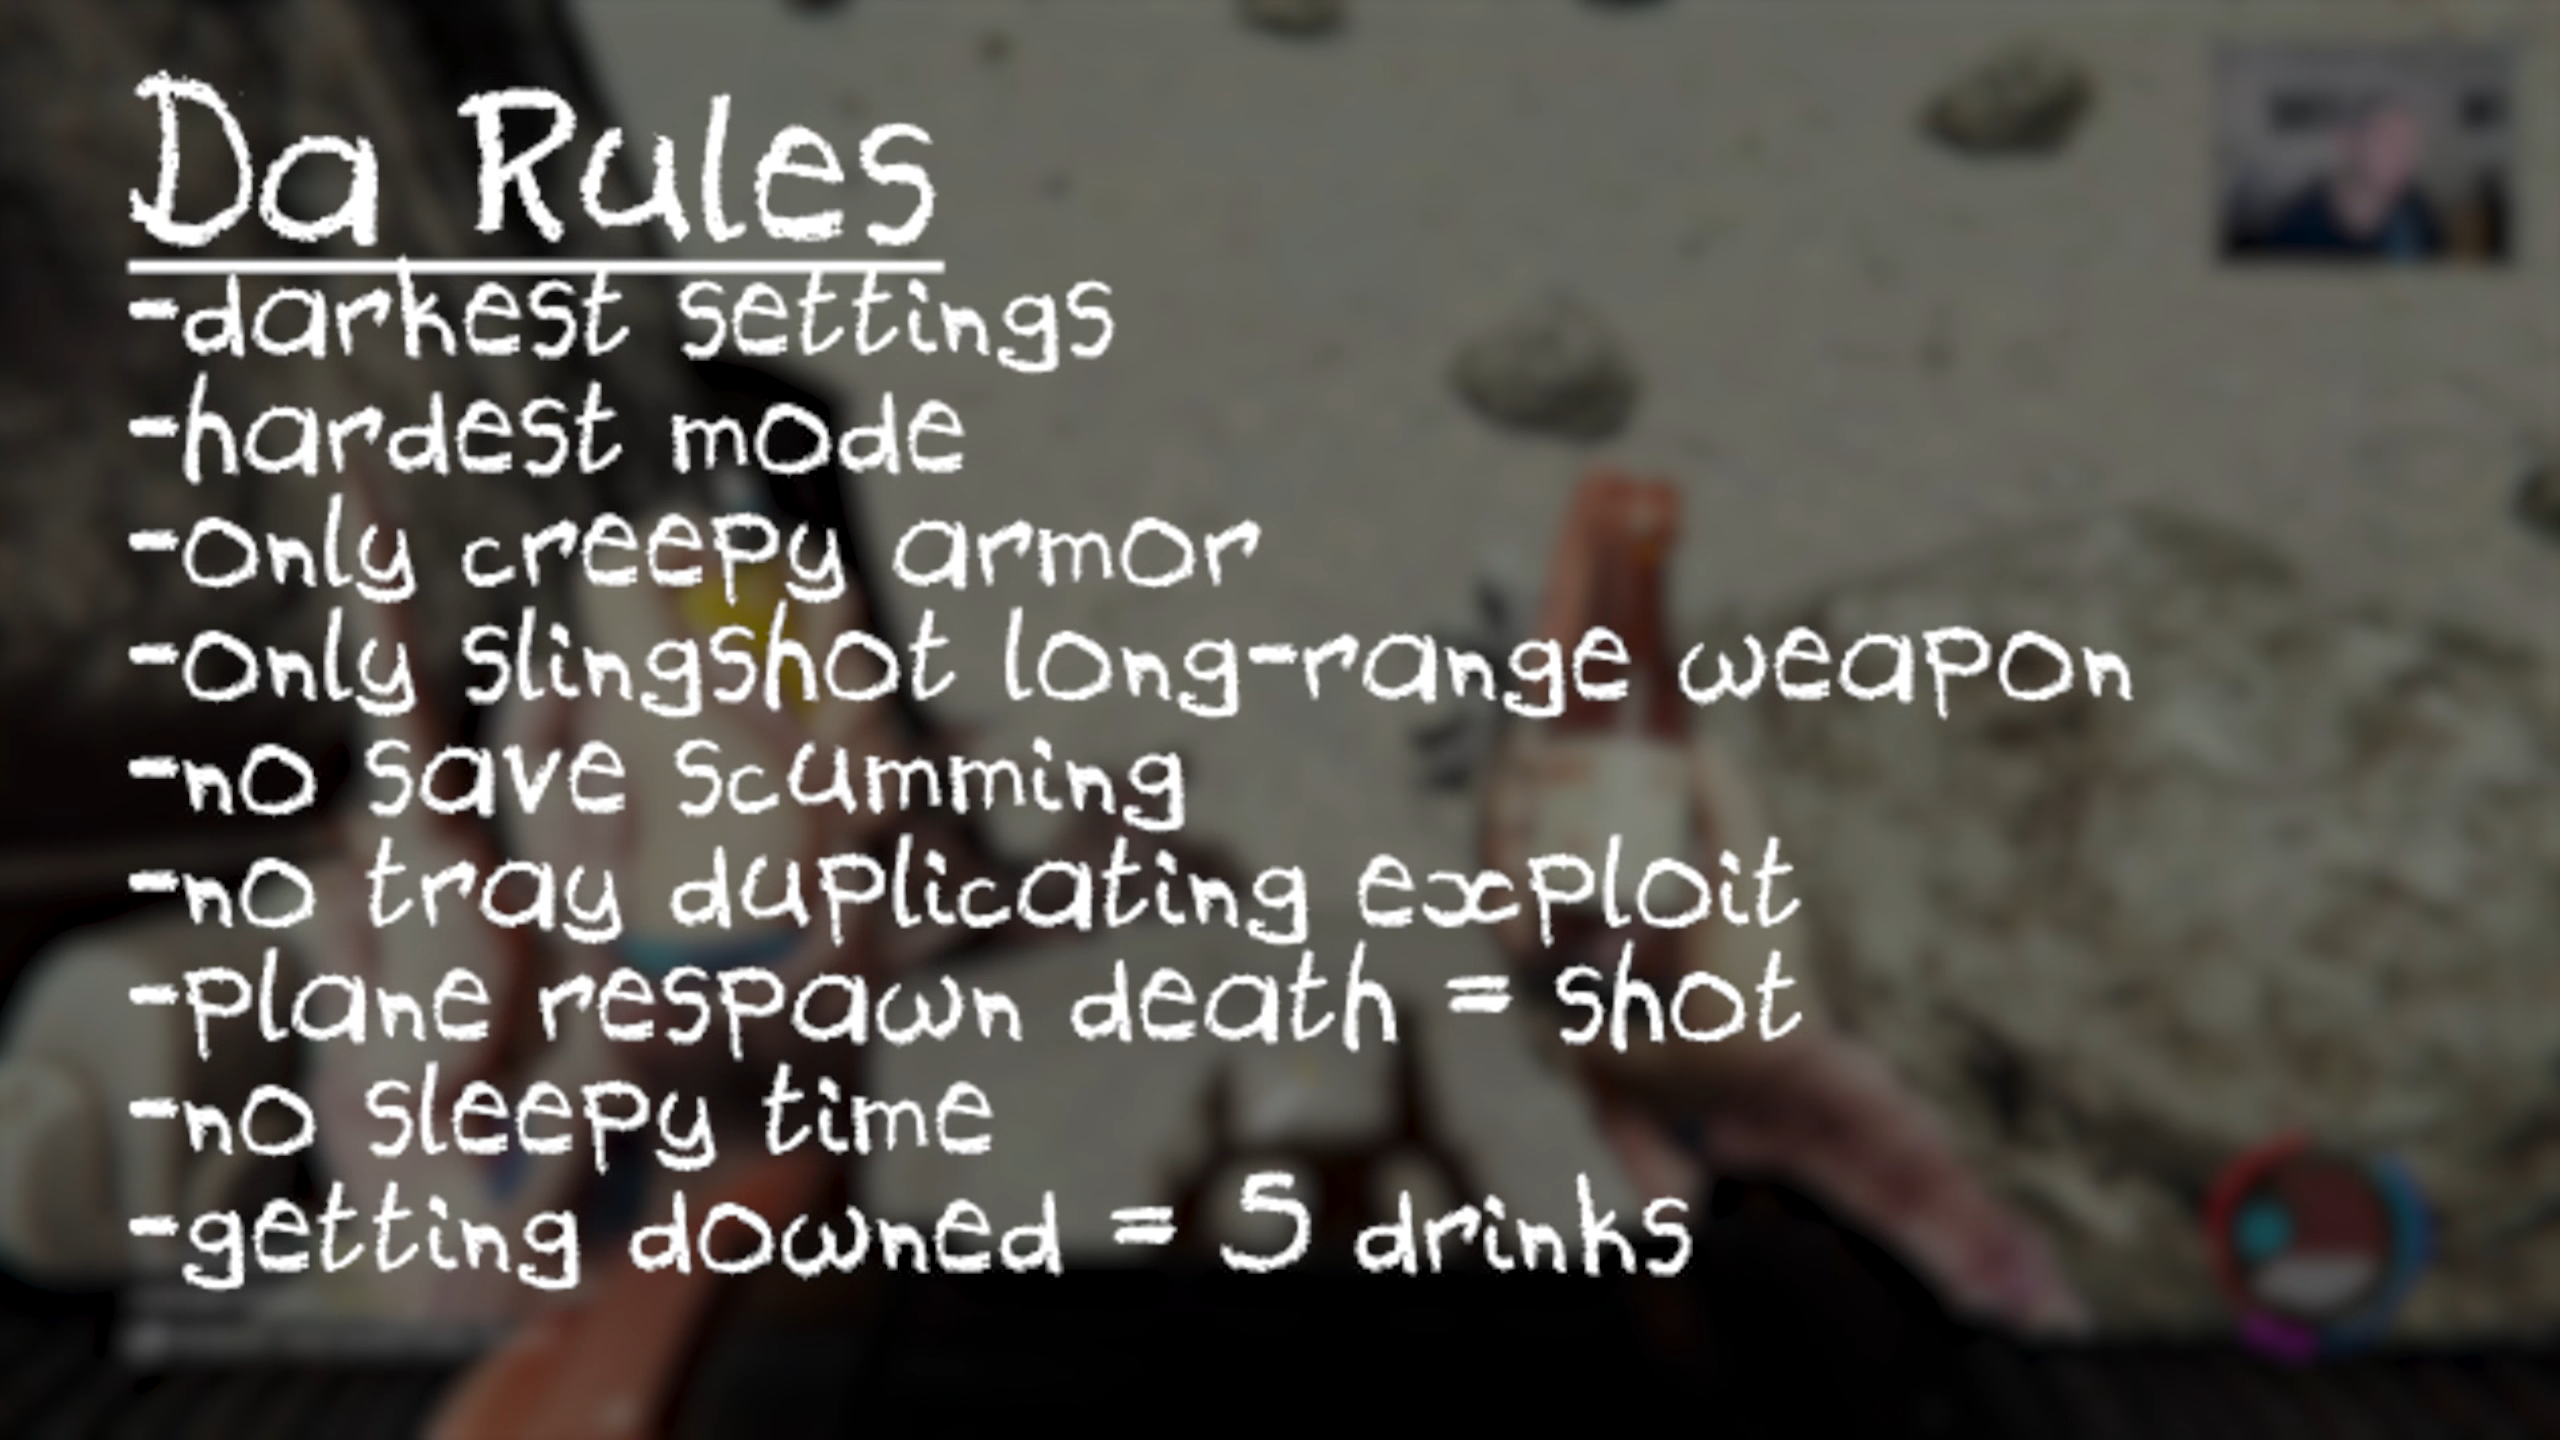 Da Rules
-darkest settings
-hardest mode
-only creepy armor
-only slingshot long-range weapon
-no save scumming
-no tray duplicating exploit
-plane respawn death = shot
-no sleepy time
-getting downed = 5 drinks